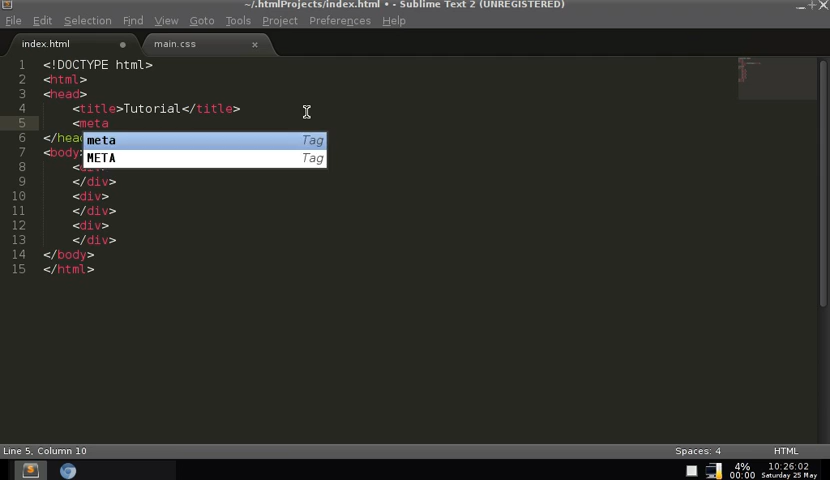 ~/.htmlProjects/index.html • - Sublime Text 2 (UNREGISTERED)
File Edit Selection Find View Goto Tools Project Preferences Help
index.html main.css
1 <!DOCTYPE html>
2 <html>
3 <head>
4 <title>Tutorial</title>
5 <meta
6 </head
meta Tag
7 <body>
META Tag
8 <div>
9 </div>
10 <div>
11 </div>
12 <div>
13 </div>
14 </body>
15 </html>
Line 5, Column 10 Spaces: 4 HTML
4% 10:26:02
00:00 Saturday 25 May